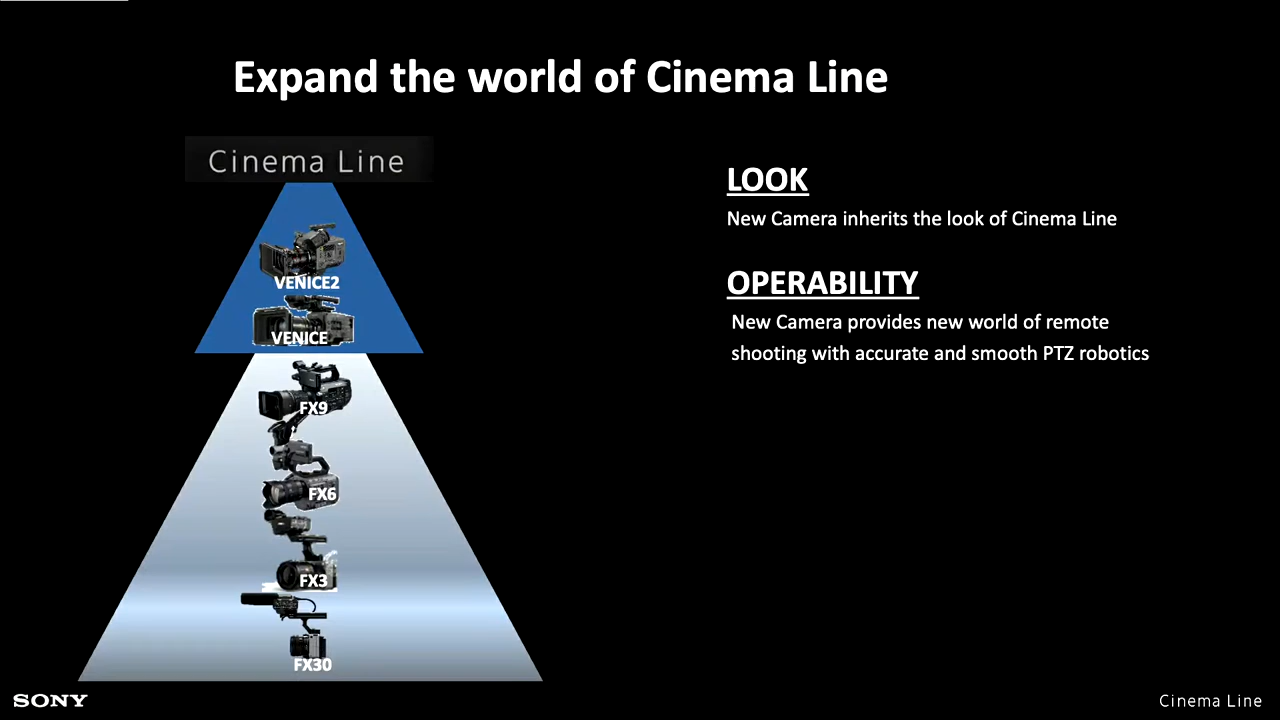 Expand the world of Cinema Line
Cinema Line
VENICE2
VENICE
FX9
FX6
FX3
FX30
LOOK
New Camera inherits the look of Cinema Line
OPERABILITY
New Camera provides new world of remote
shooting with accurate and smooth PTZ robotics
SONY
Cinema Line